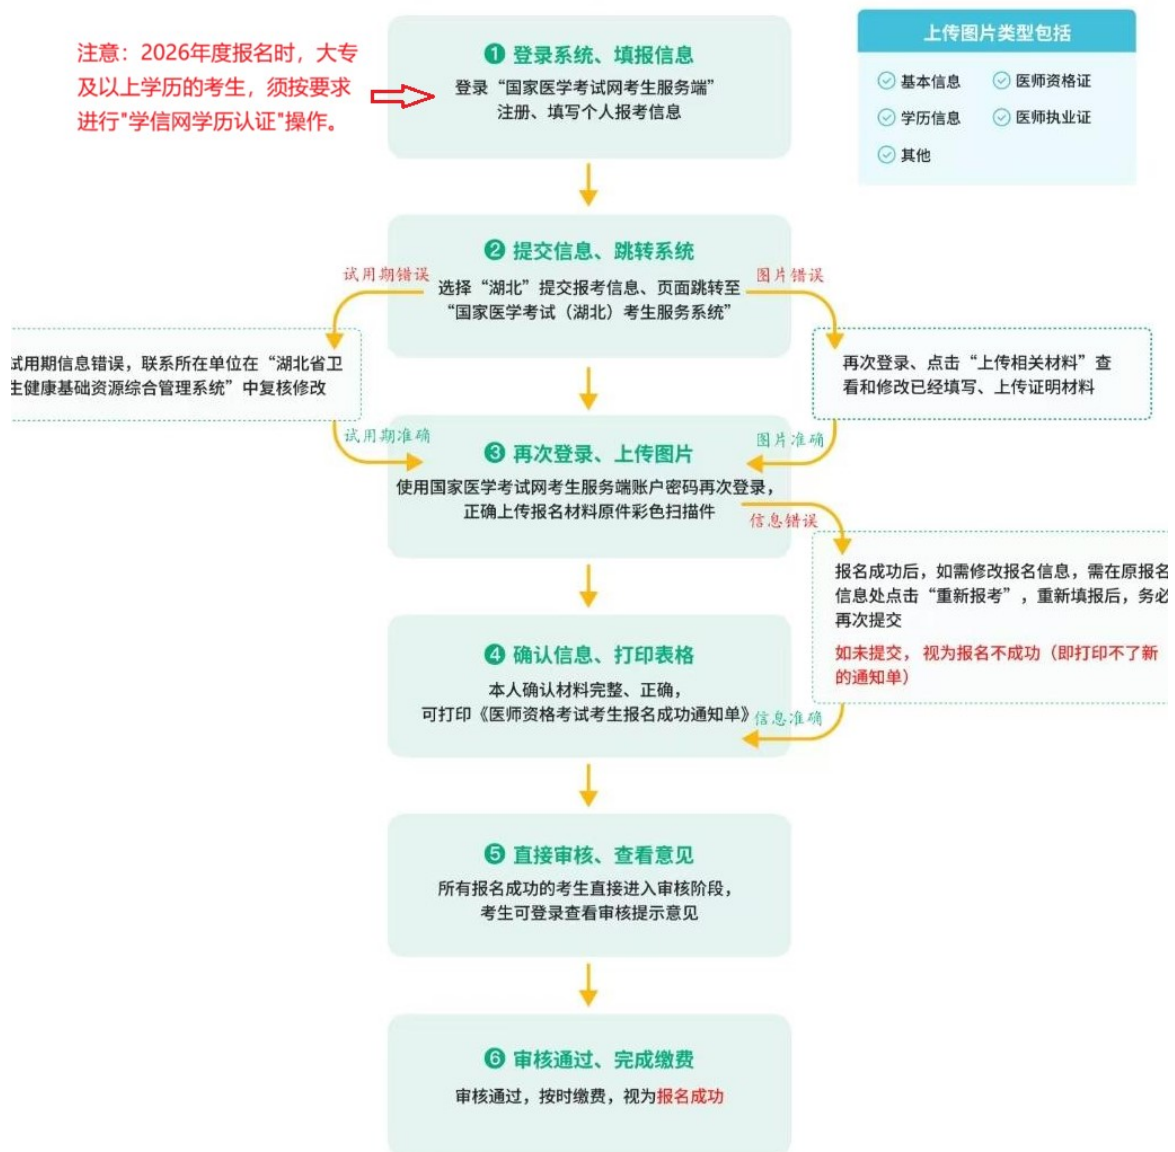 注意：2026年度报名时，大专
及以上学历的考生，须按要求
进行"学信网学历认证"操作。
❶ 登录系统、填报信息
登录“国家医学考试网考生服务端”
注册、填写个人报考信息
上传图片类型包括
基本信息
医师资格证
学历信息
医师执业证
其他
❷ 提交信息、跳转系统
选择“湖北”提交报考信息、页面跳转至
“国家医学考试（湖北）考生服务系统”
试用期错误
图片错误
试用期信息错误，联系所在单位在“湖北省卫
生健康基础资源综合管理系统”中复核修改
再次登录、点击“上传相关材料”查
看和修改已经填写、上传证明材料
试用期准确
图片准确
❸ 再次登录、上传图片
使用国家医学考试网考生服务端账户密码再次登录，
正确上传报名材料原件彩色扫描件
信息错误
报名成功后，如需修改报名信息，需在原报名
信息处点击“重新报考”，重新填报后，务必
再次提交
如未提交，视为报名不成功（即打印不了新
的通知单）
❹ 确认信息、打印表格
本人确认材料完整、正确，
可打印《医师资格考试考生报名成功通知单》
信息准确
❺ 直接审核、查看意见
所有报名成功的考生直接进入审核阶段，
考生可登录查看审核提示意见
❻ 审核通过、完成缴费
审核通过，按时缴费，视为报名成功